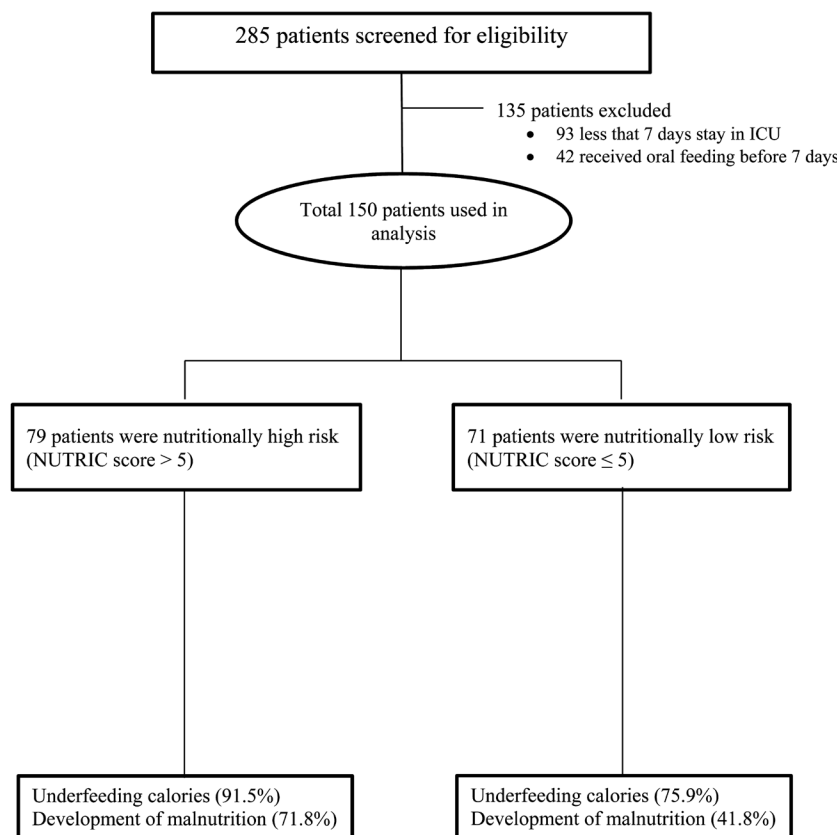 285 patients screened for eligibility
135 patients excluded
• 93 less that 7 days stay in ICU
• 42 received oral feeding before 7 days
Total 150 patients used in
analysis
79 patients were nutritionally high risk
(NUTRIC score > 5)
71 patients were nutritionally low risk
(NUTRIC score ≤ 5)
Underfeeding calories (91.5%)
Development of malnutrition (71.8%)
Underfeeding calories (75.9%)
Development of malnutrition (41.8%)